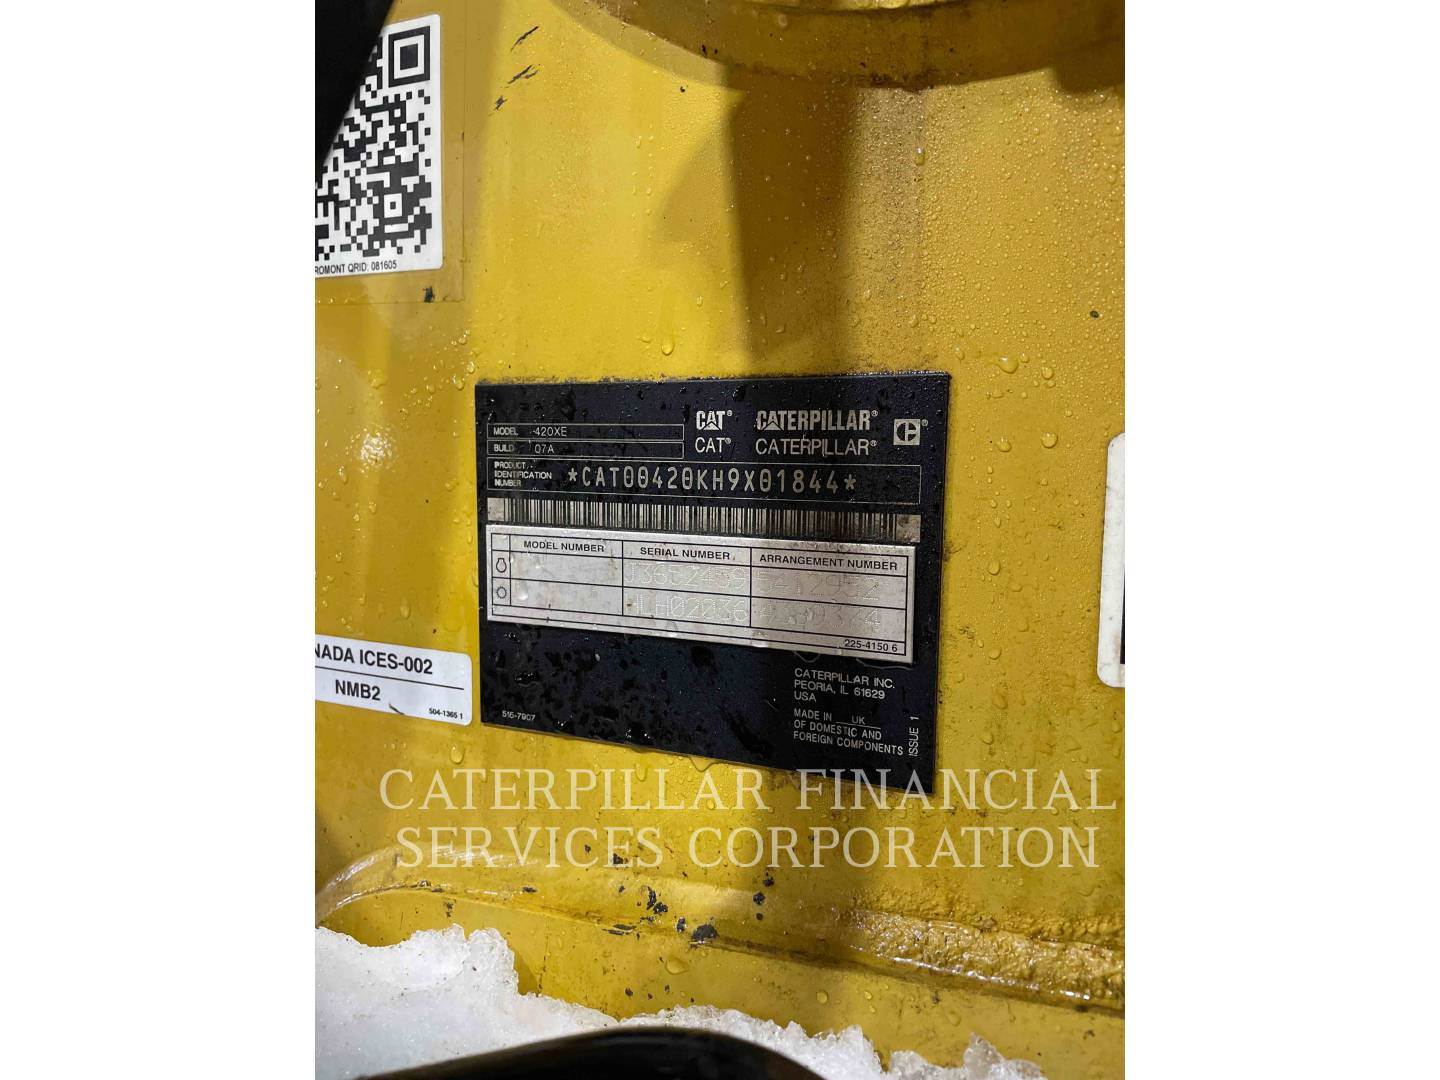 ROMONT QRID: 081605
CAT® CATERPILLAR®
MODEL 420XE
CAT® CATERPILLAR®
BUILD 07A
PRODUCT IDENTIFICATION NUMBER *CAT00420KH9X01844*
MODEL NUMBER SERIAL NUMBER ARRANGEMENT NUMBER
225-4150 6
NADA ICES-002
NMB2
504-1365 1
516-7907
CATERPILLAR INC.
PEORIA, IL 61629
USA
MADE IN UK
OF DOMESTIC AND
FOREIGN COMPONENTS
ISSUE 1
CATERPILLAR FINANCIAL
SERVICES CORPORATION